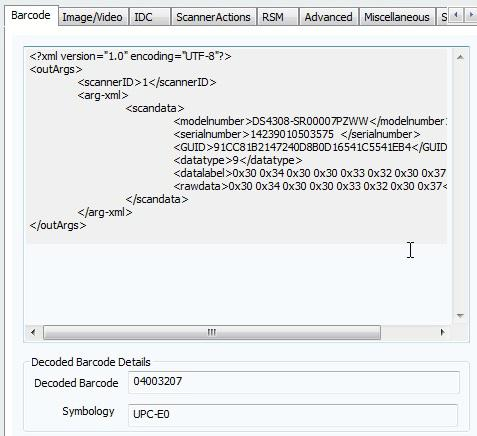 Barcode Image/Video IDC ScannerActions RSM Advanced Miscellaneous S
<?xml version="1.0" encoding="UTF-8"?>
<outArgs>
<scannerID>1</scannerID>
<arg-xml>
<scandata>
<modelnumber>DS4308-SR00007PZWW</modelnumber>
<serialnumber>14239010503575 </serialnumber>
<GUID>91CC81B2147240D8B0D16541C5541EB4</GUID
<datatype>9</datatype>
<datalabel>0x30 0x34 0x30 0x30 0x33 0x32 0x30 0x37
<rawdata>0x30 0x34 0x30 0x30 0x33 0x32 0x30 0x37<
</scandata>
</arg-xml>
</outArgs>
Decoded Barcode Details
Decoded Barcode 04003207
Symbology UPC-E0